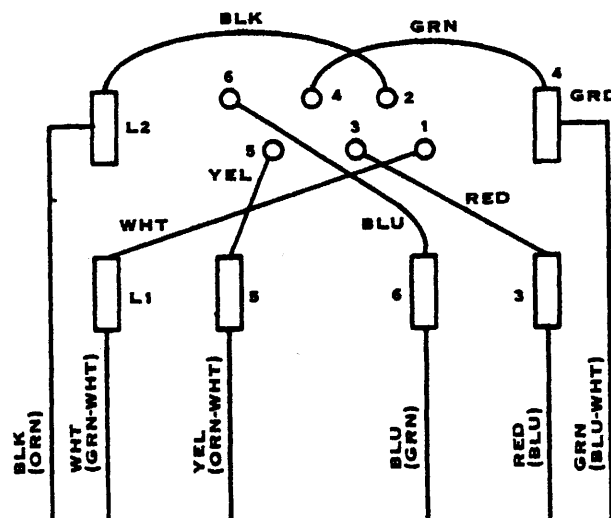 BLK
GRN
6
4
2
4
L2
GRD
5
3
1
YEL
WHT
BLU
RED
L1
5
6
3
BLK
(ORN)
WHT
(GRN-WHT)
YEL
(ORN-WHT)
BLU
(GRN)
RED
(BLU)
GRN
(BLU-WHT)